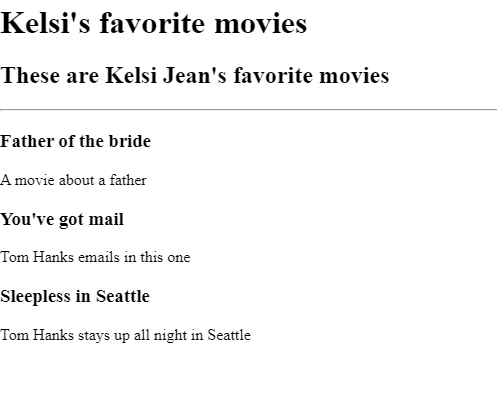 Kelsi's favorite movies
These are Kelsi Jean's favorite movies
Father of the bride
A movie about a father
You've got mail
Tom Hanks emails in this one
Sleepless in Seattle
Tom Hanks stays up all night in Seattle